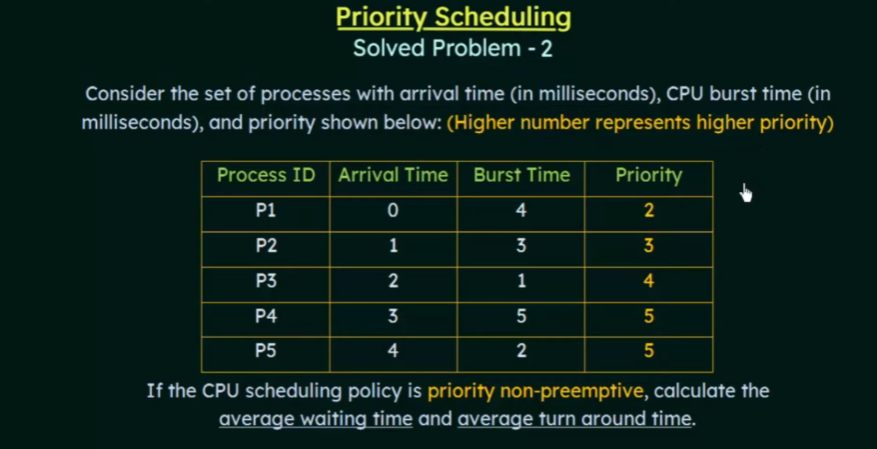 Priority Scheduling
Solved Problem - 2
Consider the set of processes with arrival time (in milliseconds), CPU burst time (in
milliseconds), and priority shown below: (Higher number represents higher priority)
Process ID Arrival Time Burst Time Priority
P1 0 4 2
P2 1 3 3
P3 2 1 4
P4 3 5 5
P5 4 2 5
If the CPU scheduling policy is priority non-preemptive, calculate the
average waiting time and average turn around time.